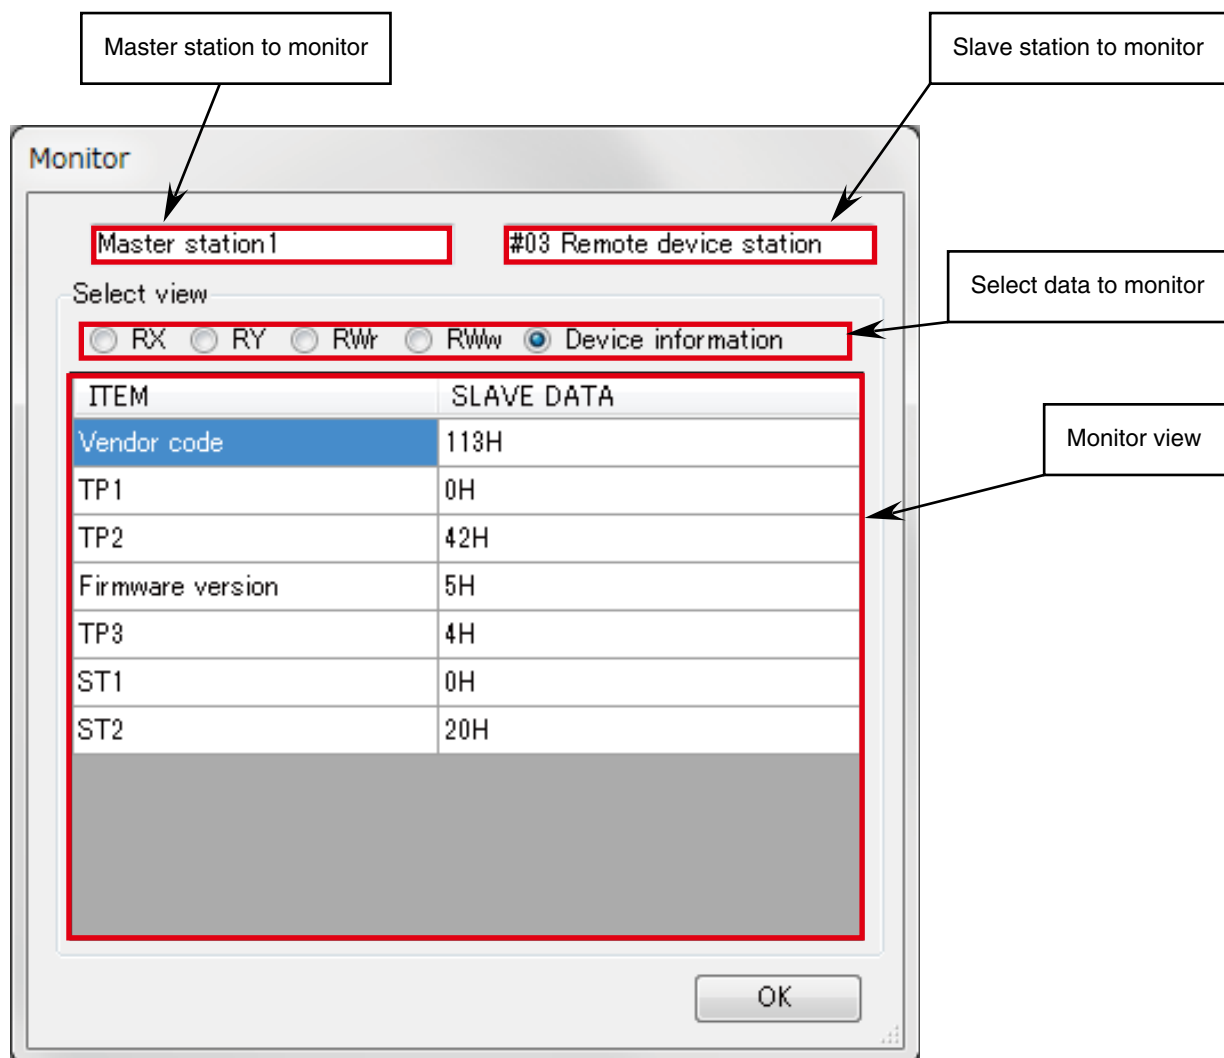 Master station to monitor
Slave station to monitor
Monitor
Master station1
#03 Remote device station
Select data to monitor
Select view
RX RY RWr RWw Device information
ITEM SLAVE DATA
Monitor view
Vendor code 113H
TP1 0H
TP2 42H
Firmware version 5H
TP3 4H
ST1 0H
ST2 20H
OK